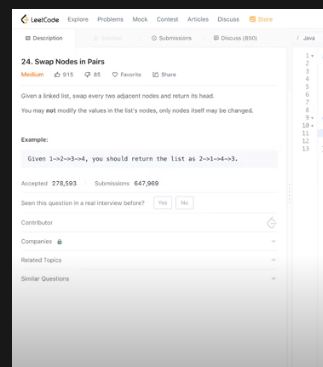 LeetCode Explore Problems Mock Contest Articles Discuss Store
Description Submissions Discuss (890) Java
24. Swap Nodes in Pairs
Medium 915 85 Favorite Share
Given a linked list, swap every two adjacent nodes and return its head.
You may not modify the values in the list's nodes, only nodes itself may be changed.
Example:
Given 1->2->3->4, you should return the list as 2->1->4->3.
Accepted 278,593 Submissions 647,969
Seen this question in a real interview before? Yes No
Contributor
Companies
Related Topics
Similar Questions
1
2
3
4
5
6
7
8
9
10
11
12
13